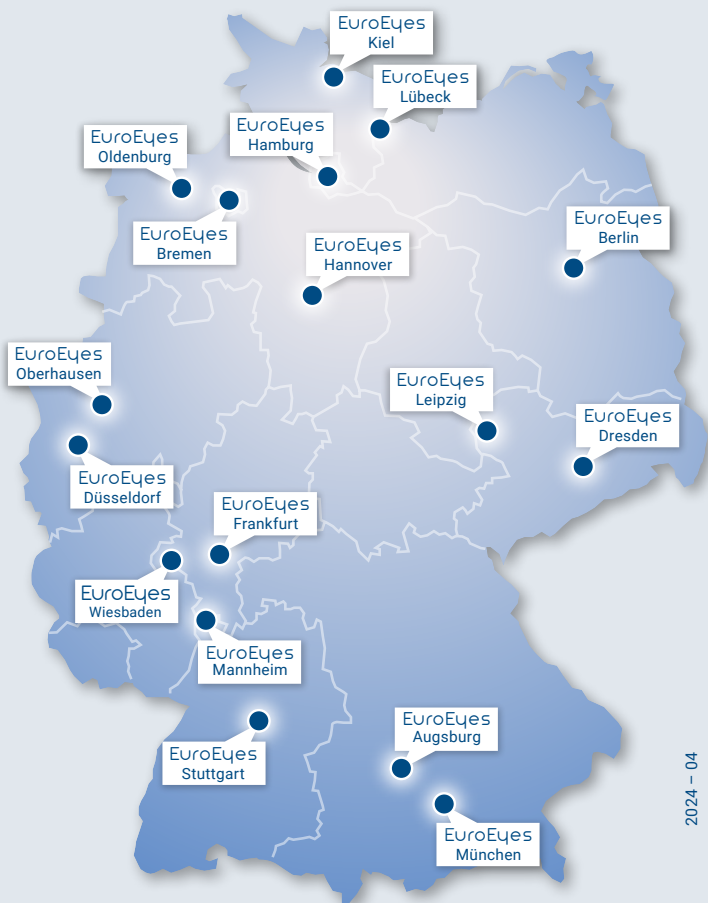 EuroEyes
Kiel
EuroEyes
Lübeck
EuroEyes
Hamburg
EuroEyes
Oldenburg
EuroEyes
Bremen
EuroEyes
Berlin
EuroEyes
Hannover
EuroEyes
Oberhausen
EuroEyes
Leipzig
EuroEyes
Dresden
EuroEyes
Düsseldorf
EuroEyes
Frankfurt
EuroEyes
Wiesbaden
EuroEyes
Mannheim
EuroEyes
Augsburg
EuroEyes
Stuttgart
EuroEyes
München
2024 – 04